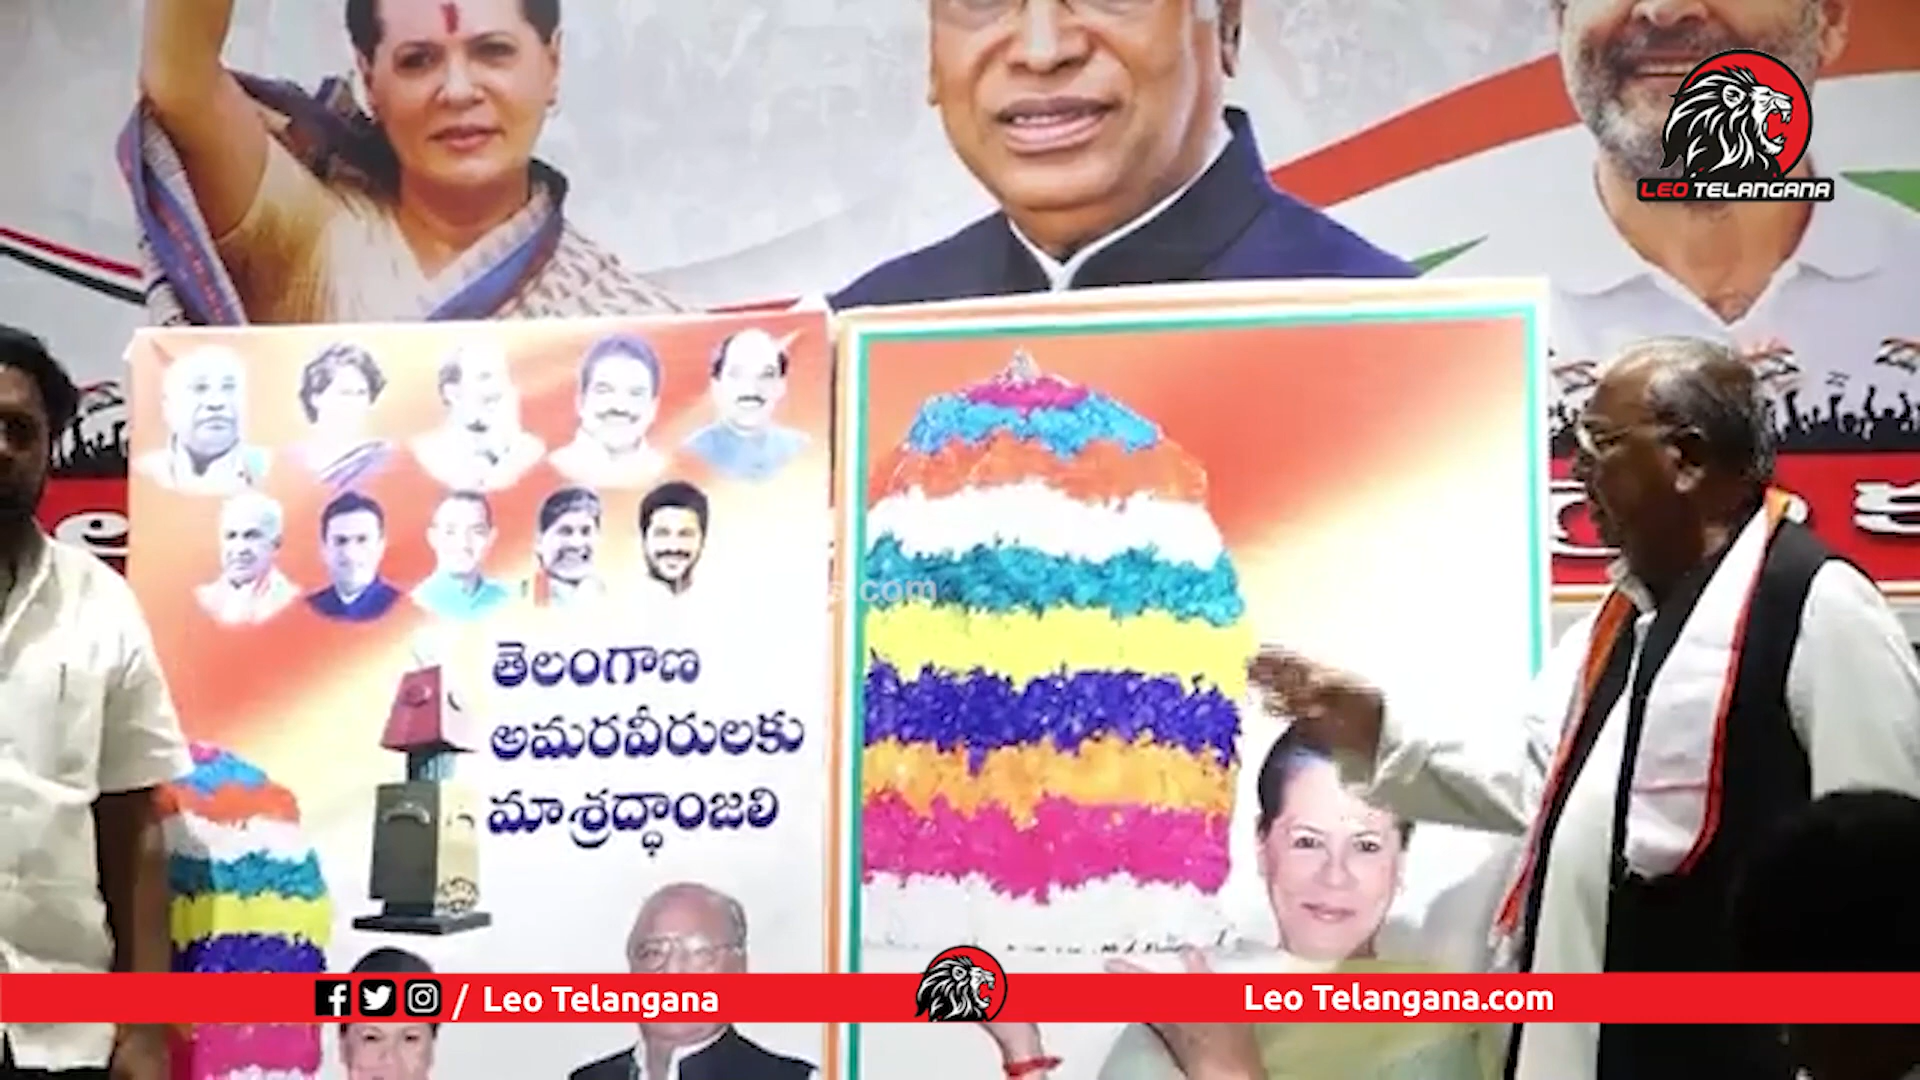 LEO TELANGANA
s.com
తెలంగాణ
అమరవీరులకు
మా శ్రద్ధాంజలి
/ Leo Telangana
Leo Telangana.com